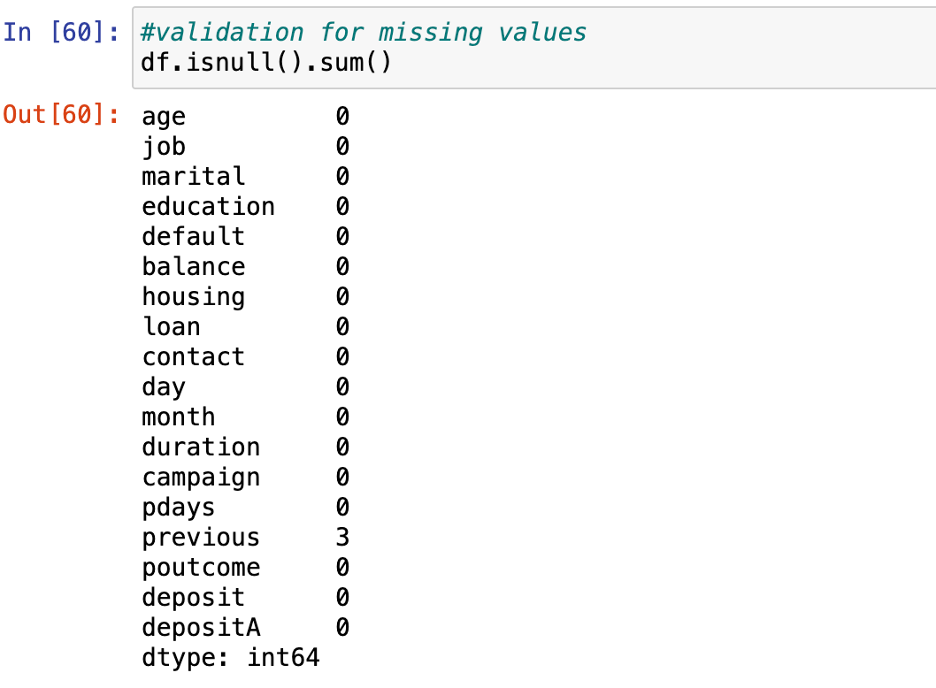 In [60]: #validation for missing values
df.isnull().sum()
Out[60]: age 0
job 0
marital 0
education 0
default 0
balance 0
housing 0
loan 0
contact 0
day 0
month 0
duration 0
campaign 0
pdays 0
previous 3
poutcome 0
deposit 0
depositA 0
dtype: int64